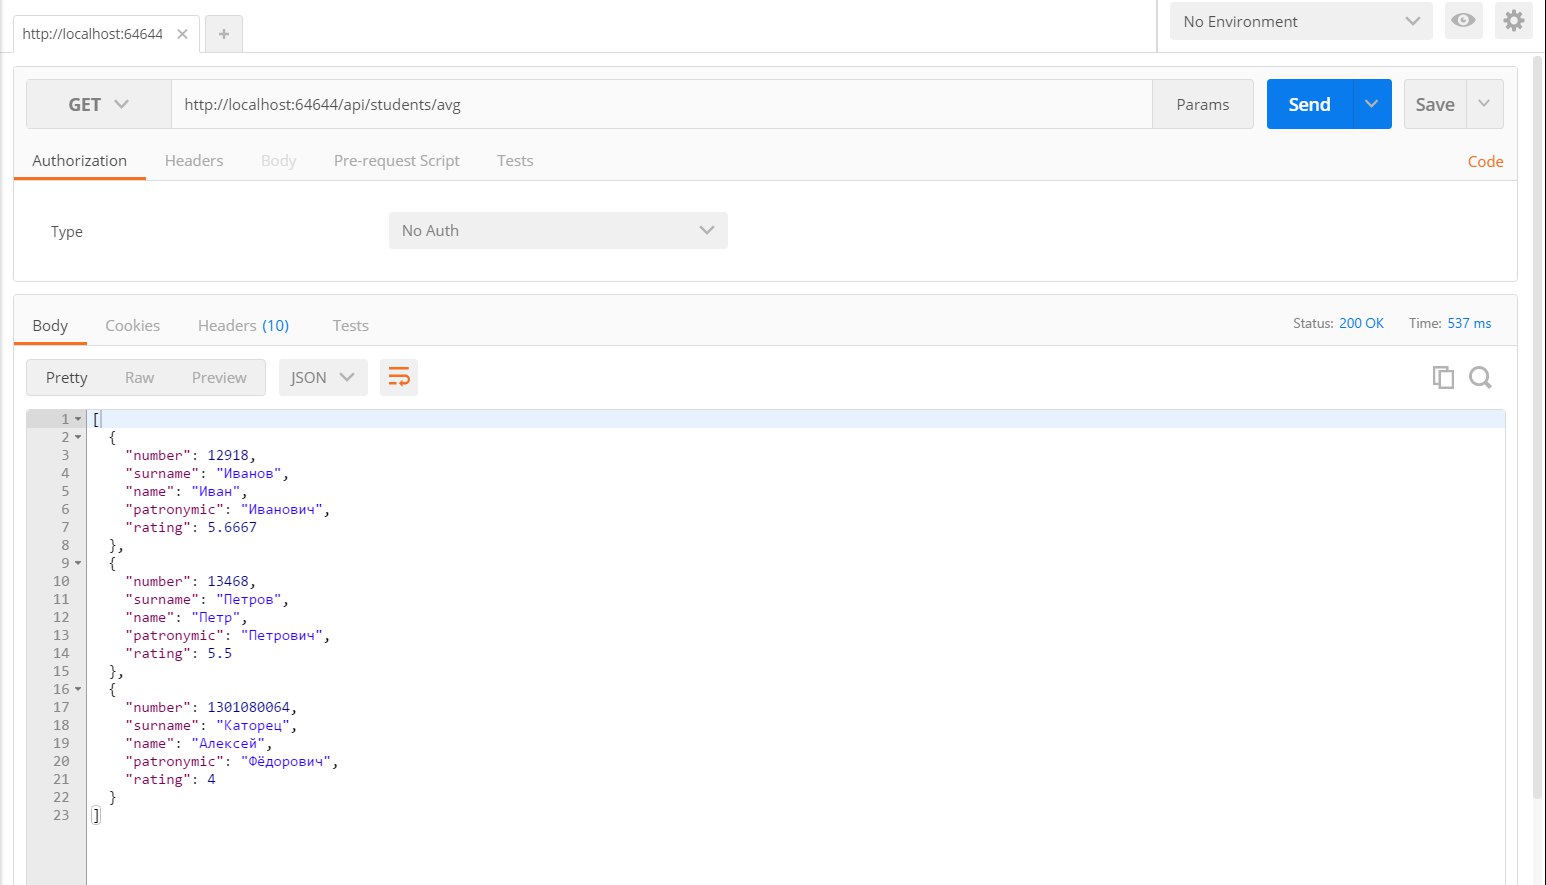 http://localhost:64644
No Environment
GET http://localhost:64644/api/students/avg Params Send Save
Authorization Headers Body Pre-request Script Tests Code
Type No Auth
Body Cookies Headers (10) Tests Status: 200 OK Time: 537 ms
Pretty Raw Preview JSON
1 [
2 {
3 "number": 12918,
4 "surname": "Иванов",
5 "name": "Иван",
6 "patronymic": "Иванович",
7 "rating": 5.6667
8 },
9 {
10 "number": 13468,
11 "surname": "Петров",
12 "name": "Петр",
13 "patronymic": "Петрович",
14 "rating": 5.5
15 },
16 {
17 "number": 1301080064,
18 "surname": "Каторец",
19 "name": "Алексей",
20 "patronymic": "Фёдорович",
21 "rating": 4
22 }
23 ]